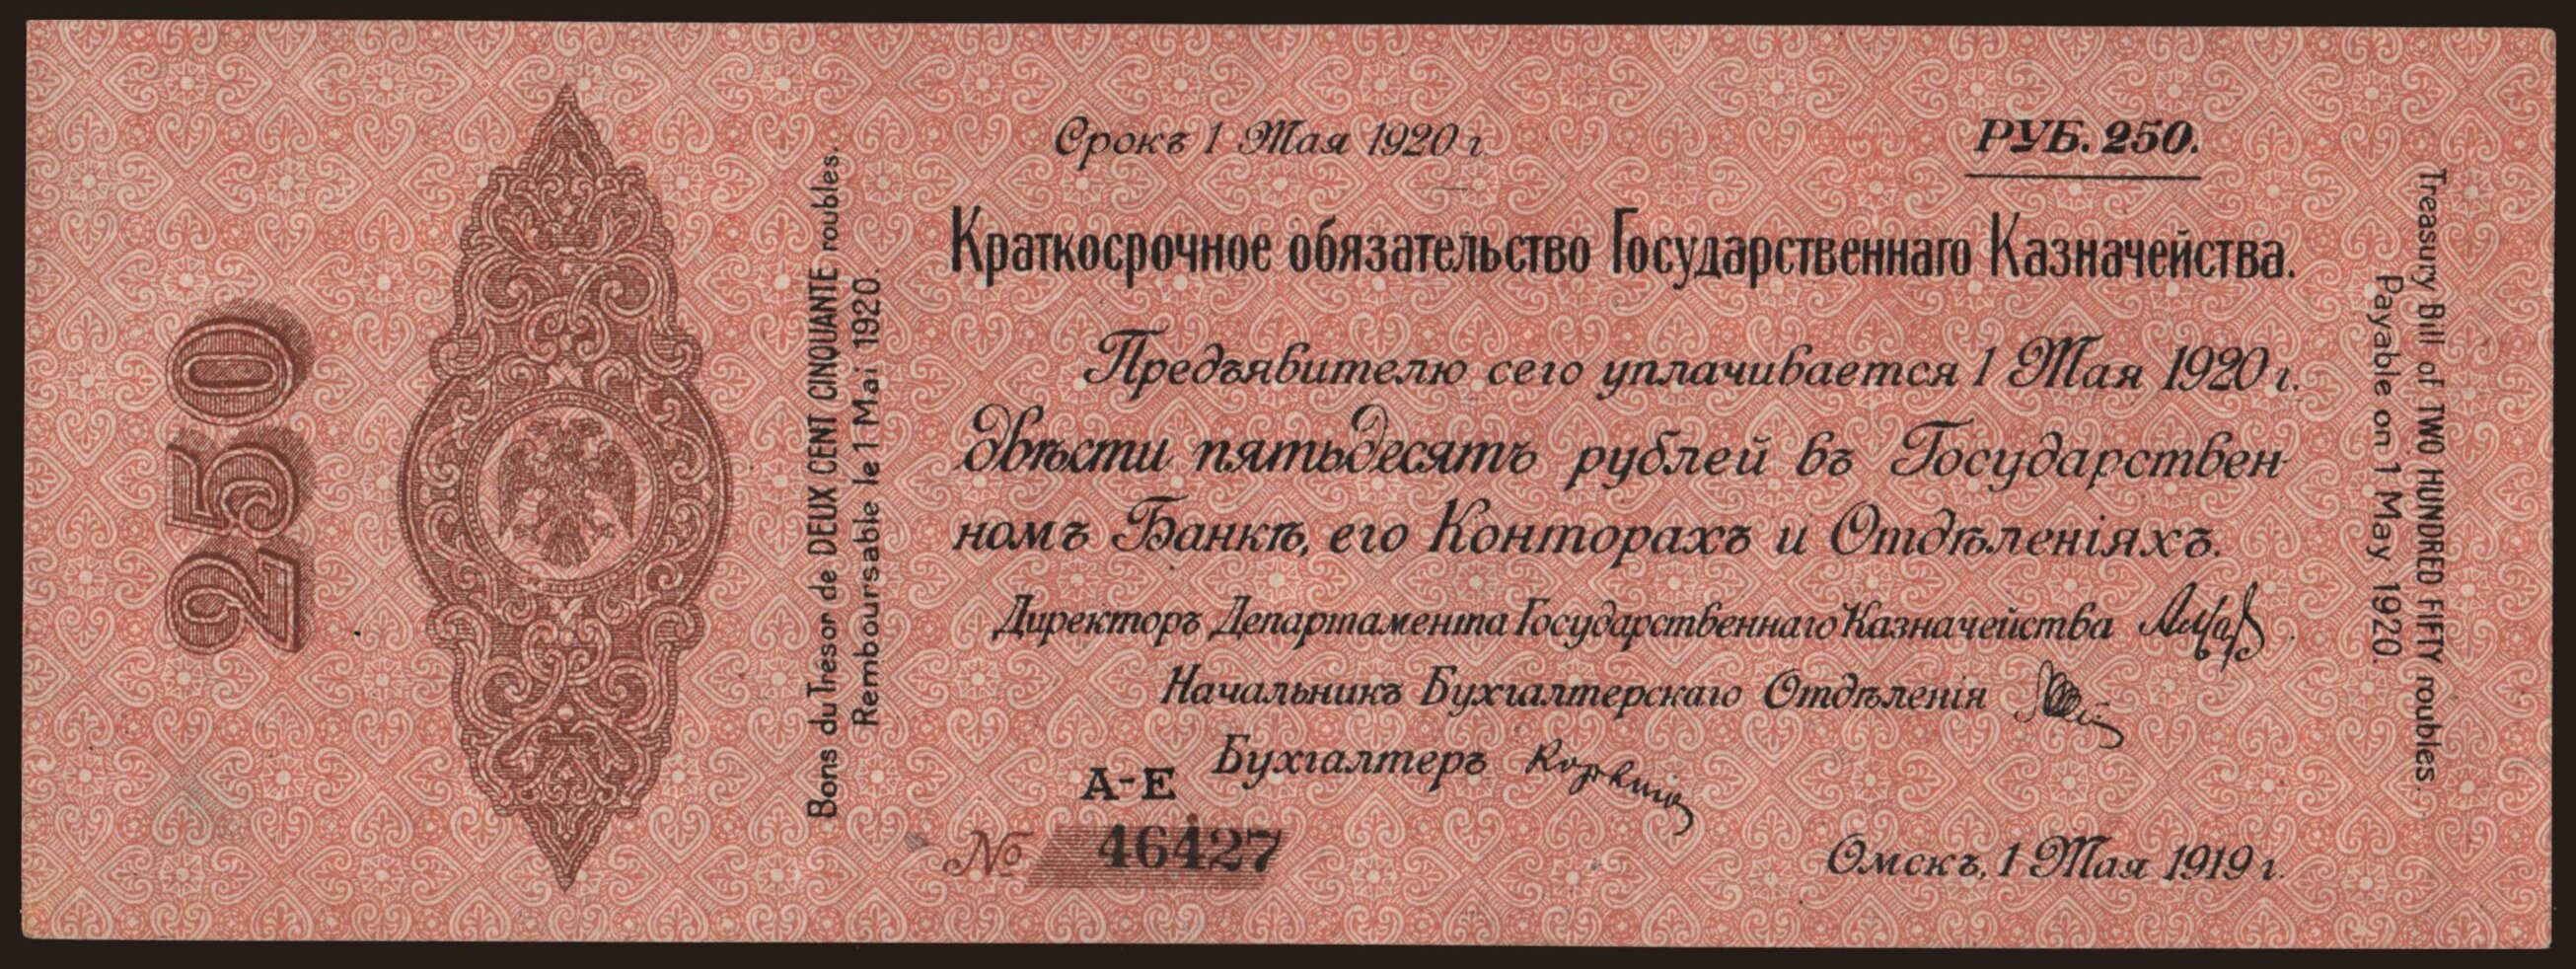 250
Bons du Tresor de DEUX CENT CINQUANTE roubles.
Remboursable le 1 Mai 1920.
Срокъ 1 Мая 1920 г.
РУБ. 250.
Краткосрочное обязательство Государственнаго Казначейства.
Предъявителю сего уплачивается 1 Мая 1920 г.
Двѣсти пятьдесятъ рублей въ Государствен-
номъ Банкѣ, его Конторахъ и Отдѣленіяхъ.
Директоръ Департамента Государственнаго Казначейства
Начальникъ Бухгалтерскаго Отдѣленія
Бухгалтеръ
А-Е
№ 46427
Омскъ, 1 Мая 1919 г.
Treasury Bill of TWO HUNDRED FIFTY roubles.
Payable on 1 May 1920.